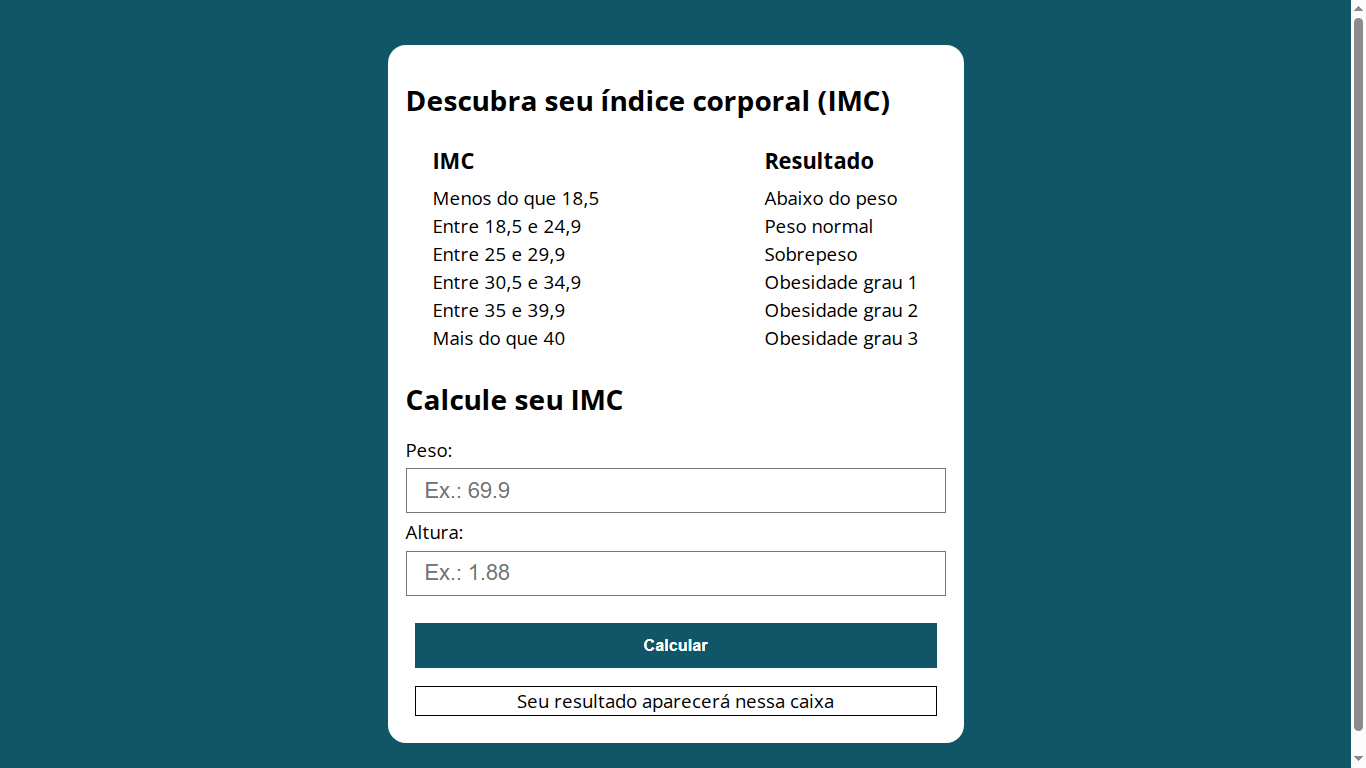 Descubra seu índice corporal (IMC)
IMC Resultado
Menos do que 18,5 Abaixo do peso
Entre 18,5 e 24,9 Peso normal
Entre 25 e 29,9 Sobrepeso
Entre 30,5 e 34,9 Obesidade grau 1
Entre 35 e 39,9 Obesidade grau 2
Mais do que 40 Obesidade grau 3
Calcule seu IMC
Peso:
Ex.: 69.9
Altura:
Ex.: 1.88
Calcular
Seu resultado aparecerá nessa caixa